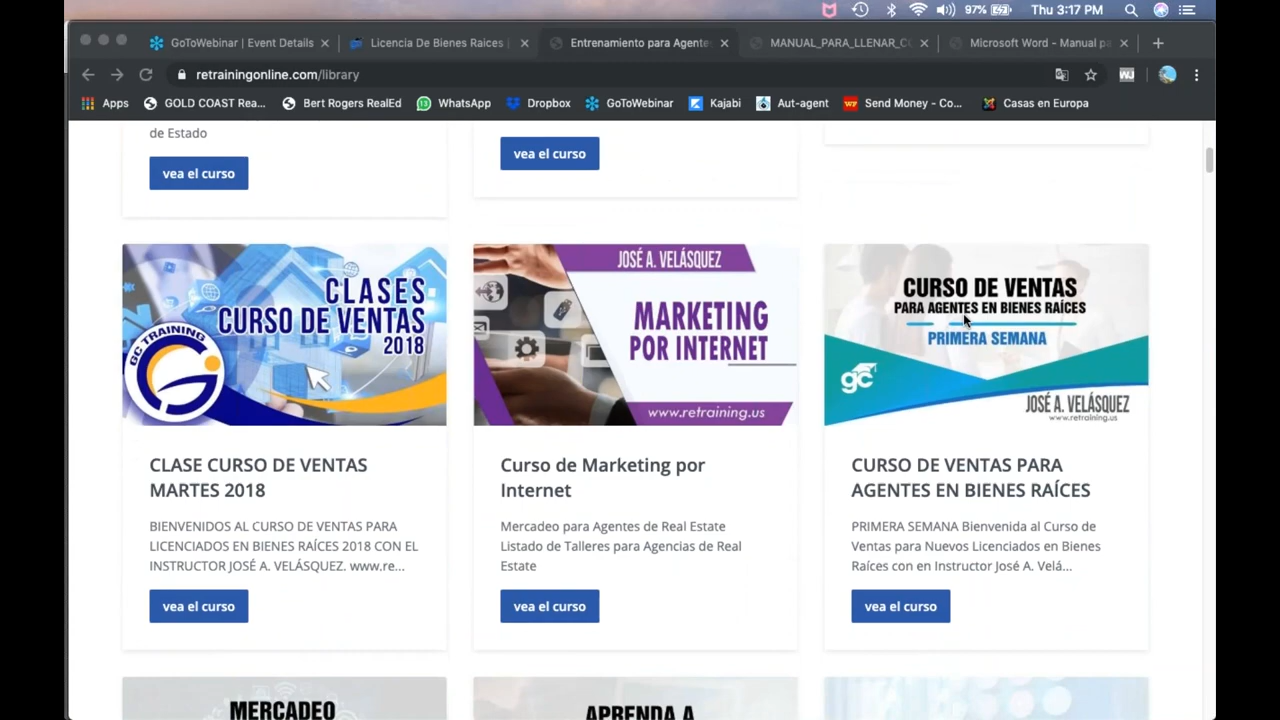 97%
Thu 3:17 PM
GoToWebinar | Event Details
Licencia De Bienes Raices |
Entrenamiento para Agente
MANUAL_PARA_LLENAR_C
Microsoft Word - Manual pa
retrainingonline.com/library
Apps
GOLD COAST Rea...
Bert Rogers RealEd
13
WhatsApp
Dropbox
GoToWebinar
Kajabi
Aut-agent
WP
Send Money - Co...
Casas en Europa
de Estado
vea el curso
vea el curso
CLASES
CURSO DE VENTAS
2018
GC TRAINING
CLASE CURSO DE VENTAS
MARTES 2018
BIENVENIDOS AL CURSO DE VENTAS PARA
LICENCIADOS EN BIENES RAÍCES 2018 CON EL
INSTRUCTOR JOSÉ A. VELÁSQUEZ. www.re...
vea el curso
JOSÉ A. VELÁSQUEZ
MARKETING
POR INTERNET
www.retraining.us
Curso de Marketing por
Internet
Mercadeo para Agentes de Real Estate
Listado de Talleres para Agencias de Real
Estate
vea el curso
CURSO DE VENTAS
PARA AGENTES EN BIENES RAÍCES
PRIMERA SEMANA
gc
JOSÉ A. VELÁSQUEZ
www.retraining.us
CURSO DE VENTAS PARA
AGENTES EN BIENES RAÍCES
PRIMERA SEMANA Bienvenida al Curso de
Ventas para Nuevos Licenciados en Bienes
Raíces con en Instructor José A. Velá...
vea el curso
MERCADEO
APRENDA A